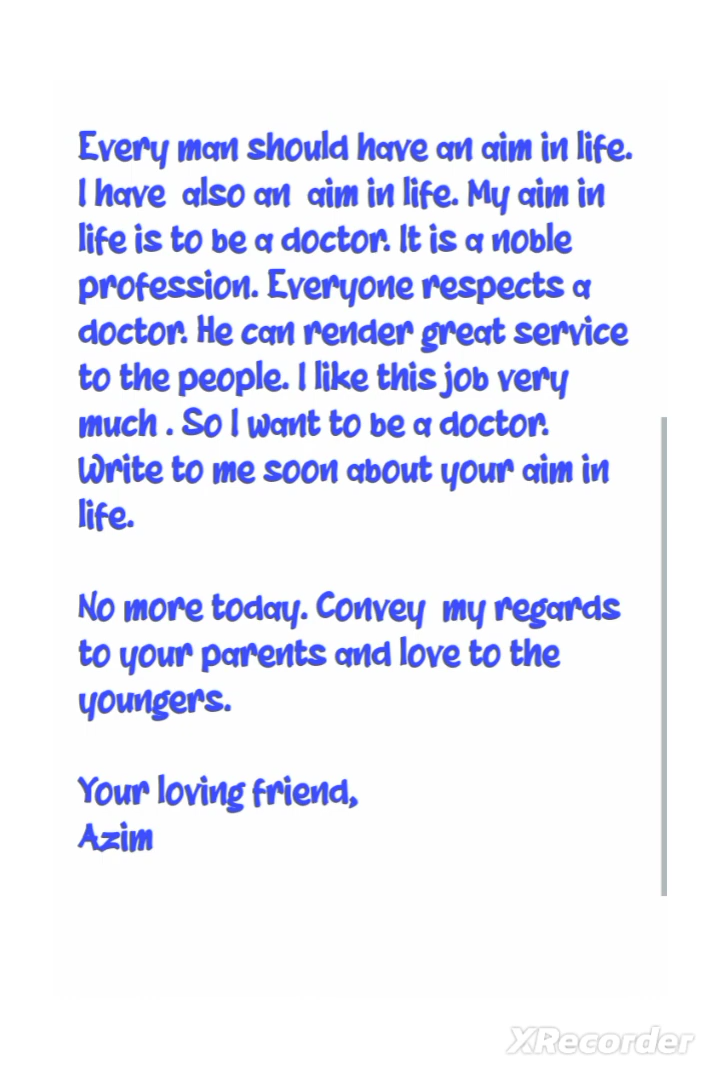 Every man should have an aim in life.
I have also an aim in life. My aim in
life is to be a doctor. It is a noble
profession. Everyone respects a
doctor. He can render great service
to the people. I like this job very
much . So I want to be a doctor.
Write to me soon about your aim in
life.
No more today. Convey my regards
to your parents and love to the
youngers.
Your loving friend,
Azim
XRecorder